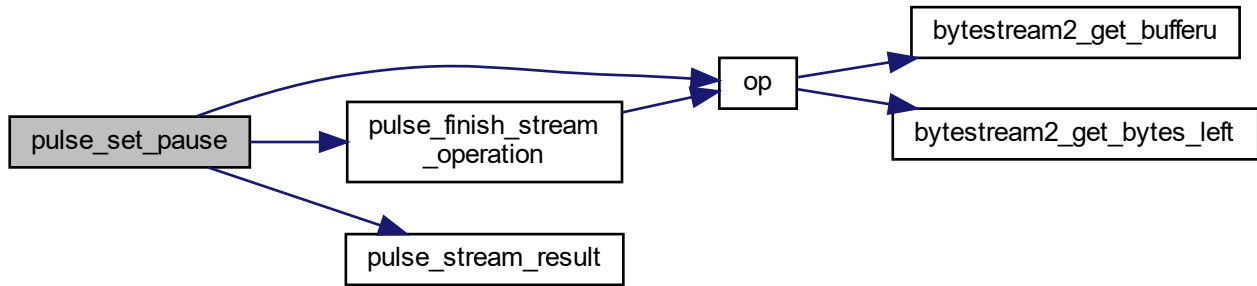 pulse_set_pause
pulse_finish_stream
_operation
pulse_stream_result
op
bytestream2_get_bufferu
bytestream2_get_bytes_left